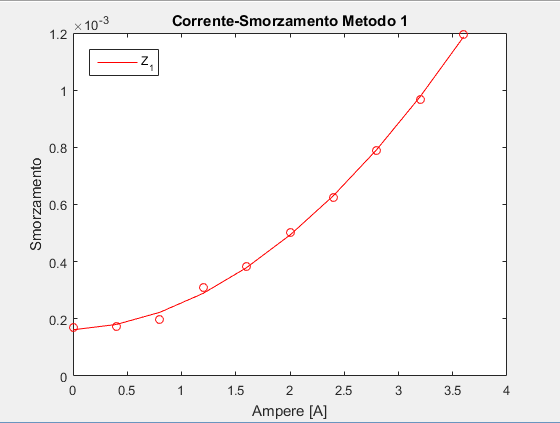 Corrente-Smorzamento Metodo 1
×10⁻³
Z₁
1.2
1
0.8
0.6
0.4
0.2
0
Smorzamento
0 0.5 1 1.5 2 2.5 3 3.5 4
Ampere [A]